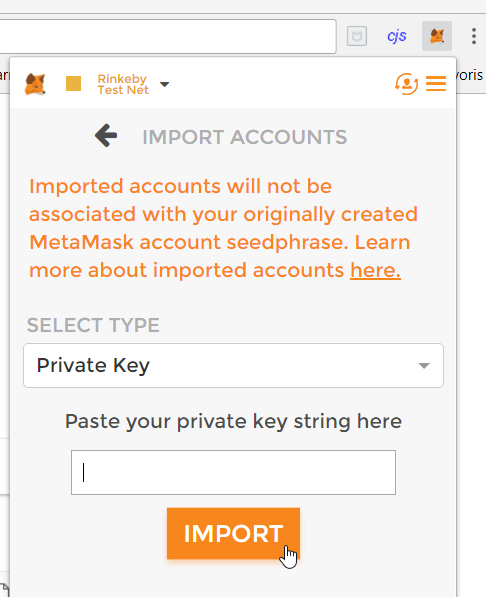 cjs
Rinkeby
Test Net
IMPORT ACCOUNTS
Imported accounts will not be
associated with your originally created
MetaMask account seedphrase. Learn
more about imported accounts here.
SELECT TYPE
Private Key
Paste your private key string here
IMPORT